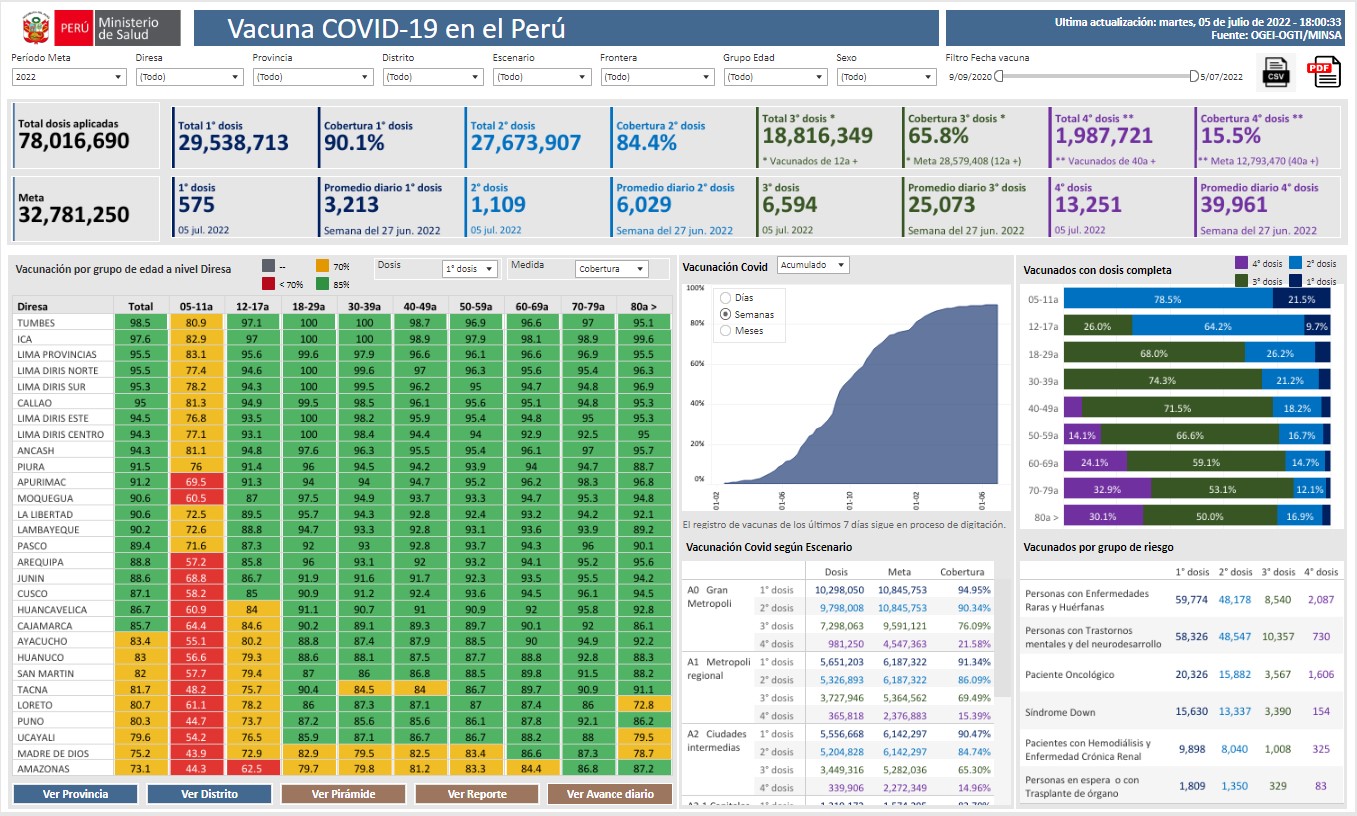 PERÚ
Ministerio
de Salud
Vacuna COVID-19 en el Perú
Ultima actualización: martes, 05 de julio de 2022 - 18:00:33
Fuente: OGEI-OGTI/MINSA
Período Meta Diresa Provincia Distrito Escenario Frontera Grupo Edad Sexo Filtro Fecha vacuna
2022 (Todo) (Todo) (Todo) (Todo) (Todo) (Todo) (Todo) 9/09/2020 5/07/2022
CSV
PDF
Total dosis aplicadas
78,016,690
Total 1° dosis
29,538,713
Cobertura 1° dosis
90.1%
Total 2° dosis
27,673,907
Cobertura 2° dosis
84.4%
Total 3° dosis *
18,816,349
* Vacunados de 12a +
Cobertura 3° dosis *
65.8%
* Meta 28,579,408 (12a +)
Total 4° dosis **
1,987,721
** Vacunados de 40a +
Cobertura 4° dosis **
15.5%
** Meta 12,793,470 (40a +)
Meta
32,781,250
1° dosis
575
05 jul. 2022
Promedio diario 1° dosis
3,213
Semana del 27 jun. 2022
2° dosis
1,109
05 jul. 2022
Promedio diario 2° dosis
6,029
Semana del 27 jun. 2022
3° dosis
6,594
05 jul. 2022
Promedio diario 3° dosis
25,073
Semana del 27 jun. 2022
4° dosis
13,251
05 jul. 2022
Promedio diario 4° dosis
39,961
Semana del 27 jun. 2022
Vacunación por grupo de edad a nivel Diresa
-- 70%
< 70% 85%
Dosis 1° dosis Medida Cobertura
Diresa Total 05-11a 12-17a 18-29a 30-39a 40-49a 50-59a 60-69a 70-79a 80a >
TUMBES 98.5 80.9 97.1 100 100 98.7 96.9 96.6 97 95.1
ICA 97.6 82.9 97 100 100 98.9 97.9 98.1 98.9 99.6
LIMA PROVINCIAS 95.5 83.1 95.6 99.6 97.9 96.6 96.1 96.6 96.9 95.5
LIMA DIRIS NORTE 95.5 77.4 94.6 100 99.6 97 96.3 95.6 95.4 96.3
LIMA DIRIS SUR 95.3 78.2 94.3 100 99.5 96.2 95 94.7 94.8 96.9
CALLAO 95 81.3 94.9 99.5 98.5 96.1 95.6 95.1 94.8 95.3
LIMA DIRIS ESTE 94.5 76.8 93.5 100 98.2 95.9 95.4 94.8 95 95.3
LIMA DIRIS CENTRO 94.3 77.1 93.1 100 98.4 94.4 94 92.9 92.5 95
ANCASH 94.3 81.1 94.8 97.6 96.3 95.5 95.4 96.1 97 95.7
PIURA 91.5 76 91.4 96 94.5 94.2 93.9 94 94.7 88.7
APURIMAC 91.2 69.5 91.3 94 94 94.7 95.2 96.2 98.3 96.8
MOQUEGUA 90.6 60.5 87 97.5 94.9 93.7 93.3 94.7 95.3 94.8
LA LIBERTAD 90.6 72.5 89.5 95.7 94.3 92.8 92.4 93.2 94.2 92.1
LAMBAYEQUE 90.2 72.6 88.8 94.7 93.3 92.8 93.1 93.6 93.9 89.2
PASCO 89.4 71.6 87.3 92 93 92.8 93.7 94.3 96 90.1
AREQUIPA 88.8 57.2 85.8 96 93.1 92 93.2 94.1 95.2 95.6
JUNIN 88.6 68.8 86.7 91.9 91.6 91.7 92.3 93.5 95.5 94.2
CUSCO 87.1 58.2 85 90.9 91.2 92.4 93.6 94.5 96.1 94.5
HUANCAVELICA 86.7 60.9 84 91.1 90.7 91 90.9 92 95.8 92.8
CAJAMARCA 85.7 64.4 84.6 90.2 89.1 89.3 89.7 90.1 92 86.1
AYACUCHO 83.4 55.1 80.2 88.8 87.4 87.9 88.5 90 94.9 92.2
HUANUCO 83 56.6 79.3 88.6 88.1 87.5 87.7 88.8 92.8 88.3
SAN MARTIN 82 57.7 79.4 87 86 86.8 88.5 89.8 91.5 88.2
TACNA 81.7 48.2 75.7 90.4 84.5 84 86.7 89.7 90.9 91.1
LORETO 80.7 61.1 78.2 86 87.3 87.1 87 87.4 86 72.8
PUNO 80.3 44.7 73.7 87.2 85.6 85.6 86.1 87.8 92.1 86.2
UCAYALI 79.6 54.2 76.5 85.9 87.1 86.7 86.7 88.2 88 79.5
MADRE DE DIOS 75.2 43.9 72.9 82.9 79.5 82.5 83.4 86.6 87.3 78.7
AMAZONAS 73.1 44.3 62.5 79.7 79.8 81.2 83.3 84.4 86.8 87.2
Ver Provincia Ver Distrito Ver Pirámide Ver Reporte Ver Avance diario
Vacunación Covid Acumulado
Días
Semanas
Meses
100%
80%
60%
40%
20%
0%
01-02 01-06 01-10 01-02 01-06
El registro de vacunas de los últimos 7 días sigue en proceso de digitación.
Vacunación Covid según Escenario
Dosis Meta Cobertura
A0 Gran Metropoli 1° dosis 10,298,050 10,845,753 94.95%
2° dosis 9,798,008 10,845,753 90.34%
3° dosis 7,298,063 9,591,121 76.09%
4° dosis 981,250 4,547,363 21.58%
A1 Metropoli regional 1° dosis 5,651,203 6,187,322 91.34%
2° dosis 5,326,893 6,187,322 86.09%
3° dosis 3,727,946 5,364,562 69.49%
4° dosis 365,818 2,376,883 15.39%
A2 Ciudades intermedias 1° dosis 5,556,668 6,142,297 90.47%
2° dosis 5,204,828 6,142,297 84.74%
3° dosis 3,449,316 5,282,036 65.30%
4° dosis 339,906 2,272,349 14.96%
Vacunados con dosis completa
4° dosis 2° dosis
3° dosis 1° dosis
05-11a 78.5% 21.5%
12-17a 26.0% 64.2% 9.7%
18-29a 68.0% 26.2%
30-39a 74.3% 21.2%
40-49a 71.5% 18.2%
50-59a 14.1% 66.6% 16.7%
60-69a 24.1% 59.1% 14.7%
70-79a 32.9% 53.1% 12.1%
80a > 30.1% 50.0% 16.9%
Vacunados por grupo de riesgo
1° dosis 2° dosis 3° dosis 4° dosis
Personas con Enfermedades
Raras y Huérfanas 59,774 48,178 8,540 2,087
Personas con Trastornos
mentales y del neurodesarrollo 58,326 48,547 10,357 730
Paciente Oncológico 20,326 15,882 3,567 1,606
Síndrome Down 15,630 13,337 3,390 154
Pacientes con Hemodiálisis y
Enfermedad Crónica Renal 9,898 8,040 1,008 325
Personas en espera o con
Trasplante de órgano 1,809 1,350 329 83